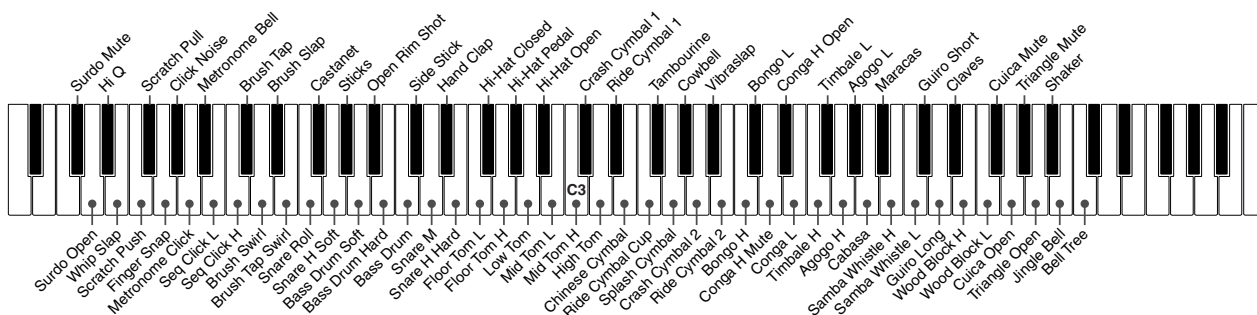 Surdo Mute
Hi Q
Scratch Pull
Click Noise
Metronome Bell
Brush Tap
Brush Slap
Castanet
Sticks
Open Rim Shot
Side Stick
Hand Clap
Hi-Hat Closed
Hi-Hat Pedal
Hi-Hat Open
Crash Cymbal 1
Ride Cymbal 1
Tambourine
Cowbell
Vibraslap
Bongo L
Conga H Open
Timbale L
Agogo L
Maracas
Guiro Short
Claves
Cuica Mute
Triangle Mute
Shaker
C3
Surdo Open
Whip Slap
Scratch Push
Finger Snap
Metronome Click
Seq Click L
Seq Click H
Brush Swirl
Brush Tap Swirl
Snare Roll
Snare H Soft
Bass Drum Soft
Bass Drum Hard
Bass Drum
Snare M
Snare H Hard
Floor Tom L
Floor Tom H
Low Tom
Mid Tom L
Mid Tom H
High Tom
Chinese Cymbal
Ride Cymbal Cup
Splash Cymbal
Crash Cymbal 2
Ride Cymbal 2
Bongo H
Conga H Mute
Conga L
Timbale H
Agogo H
Cabasa
Samba Whistle H
Samba Whistle L
Guiro Long
Wood Block H
Wood Block L
Cuica Open
Triangle Open
Jingle Bell
Bell Tree